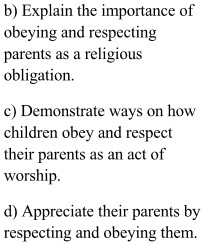 b) Explain the importance of
obeying and respecting
parents as a religious
obligation.
c) Demonstrate ways on how
children obey and respect
their parents as an act of
worship.
d) Appreciate their parents by
respecting and obeying them.